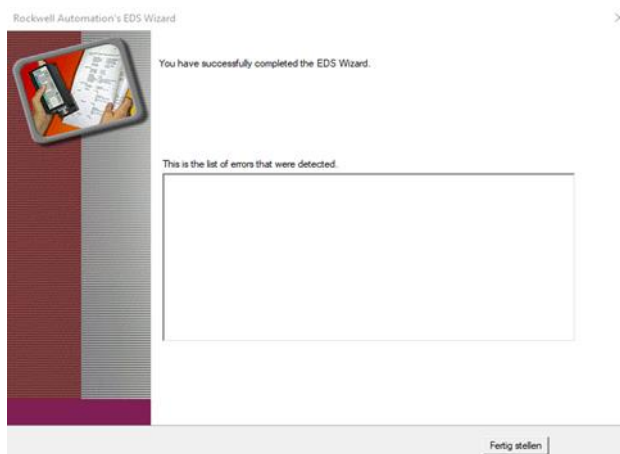 Rockwell Automation's EDS Wizard
You have successfully completed the EDS Wizard.
This is the list of errors that were detected.
Fertig stellen